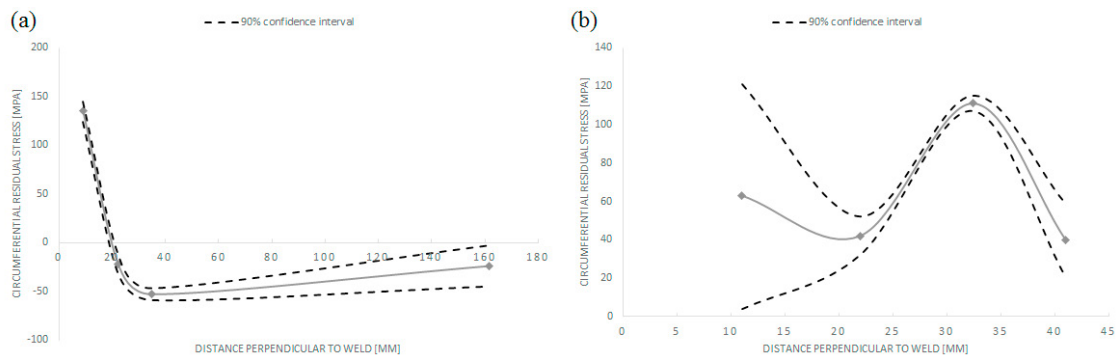 (a)
90% confidence interval
200
150
100
50
0
-50
-100
0 20 40 60 80 100 120 140 160 180
CIRCUMFERENTIAL RESIDUAL STRESS [MPA]
DISTANCE PERPENDICULAR TO WELD [MM]
(b)
90% confidence interval
140
120
100
80
60
40
20
0
0 5 10 15 20 25 30 35 40 45
CIRCUMFERENTIAL RESIDUAL STRESS [MPA]
DISTANCE PERPENDICULAR TO WELD [MM]